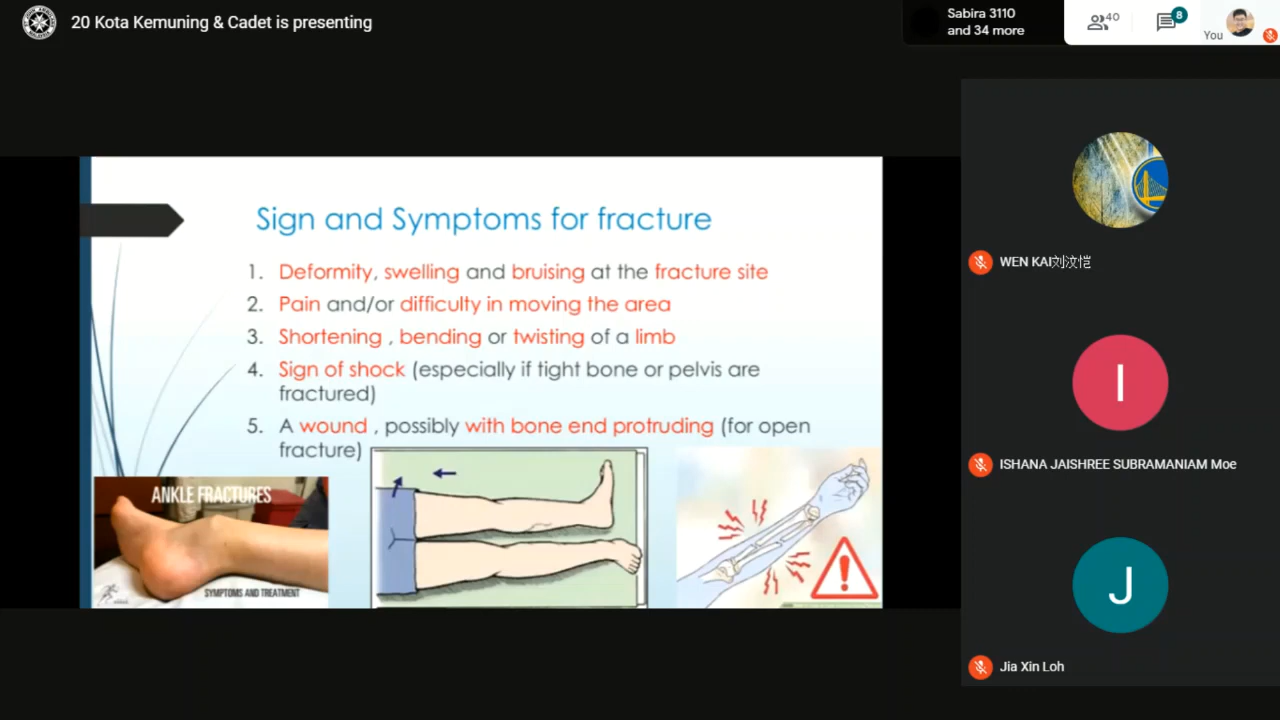 20 Kota Kemuning & Cadet is presenting
Sabira 3110
and 34 more
40
8
You
Sign and Symptoms for fracture
1. Deformity, swelling and bruising at the fracture site
2. Pain and/or difficulty in moving the area
3. Shortening , bending or twisting of a limb
4. Sign of shock (especially if tight bone or pelvis are
fractured)
5. A wound , possibly with bone end protruding (for open
fracture)
ANKLE FRACTURES
SYMPTOMS AND TREATMENT
WEN KAI刘汶恺
I
ISHANA JAISHREE SUBRAMANIAM Moe
J
Jia Xin Loh